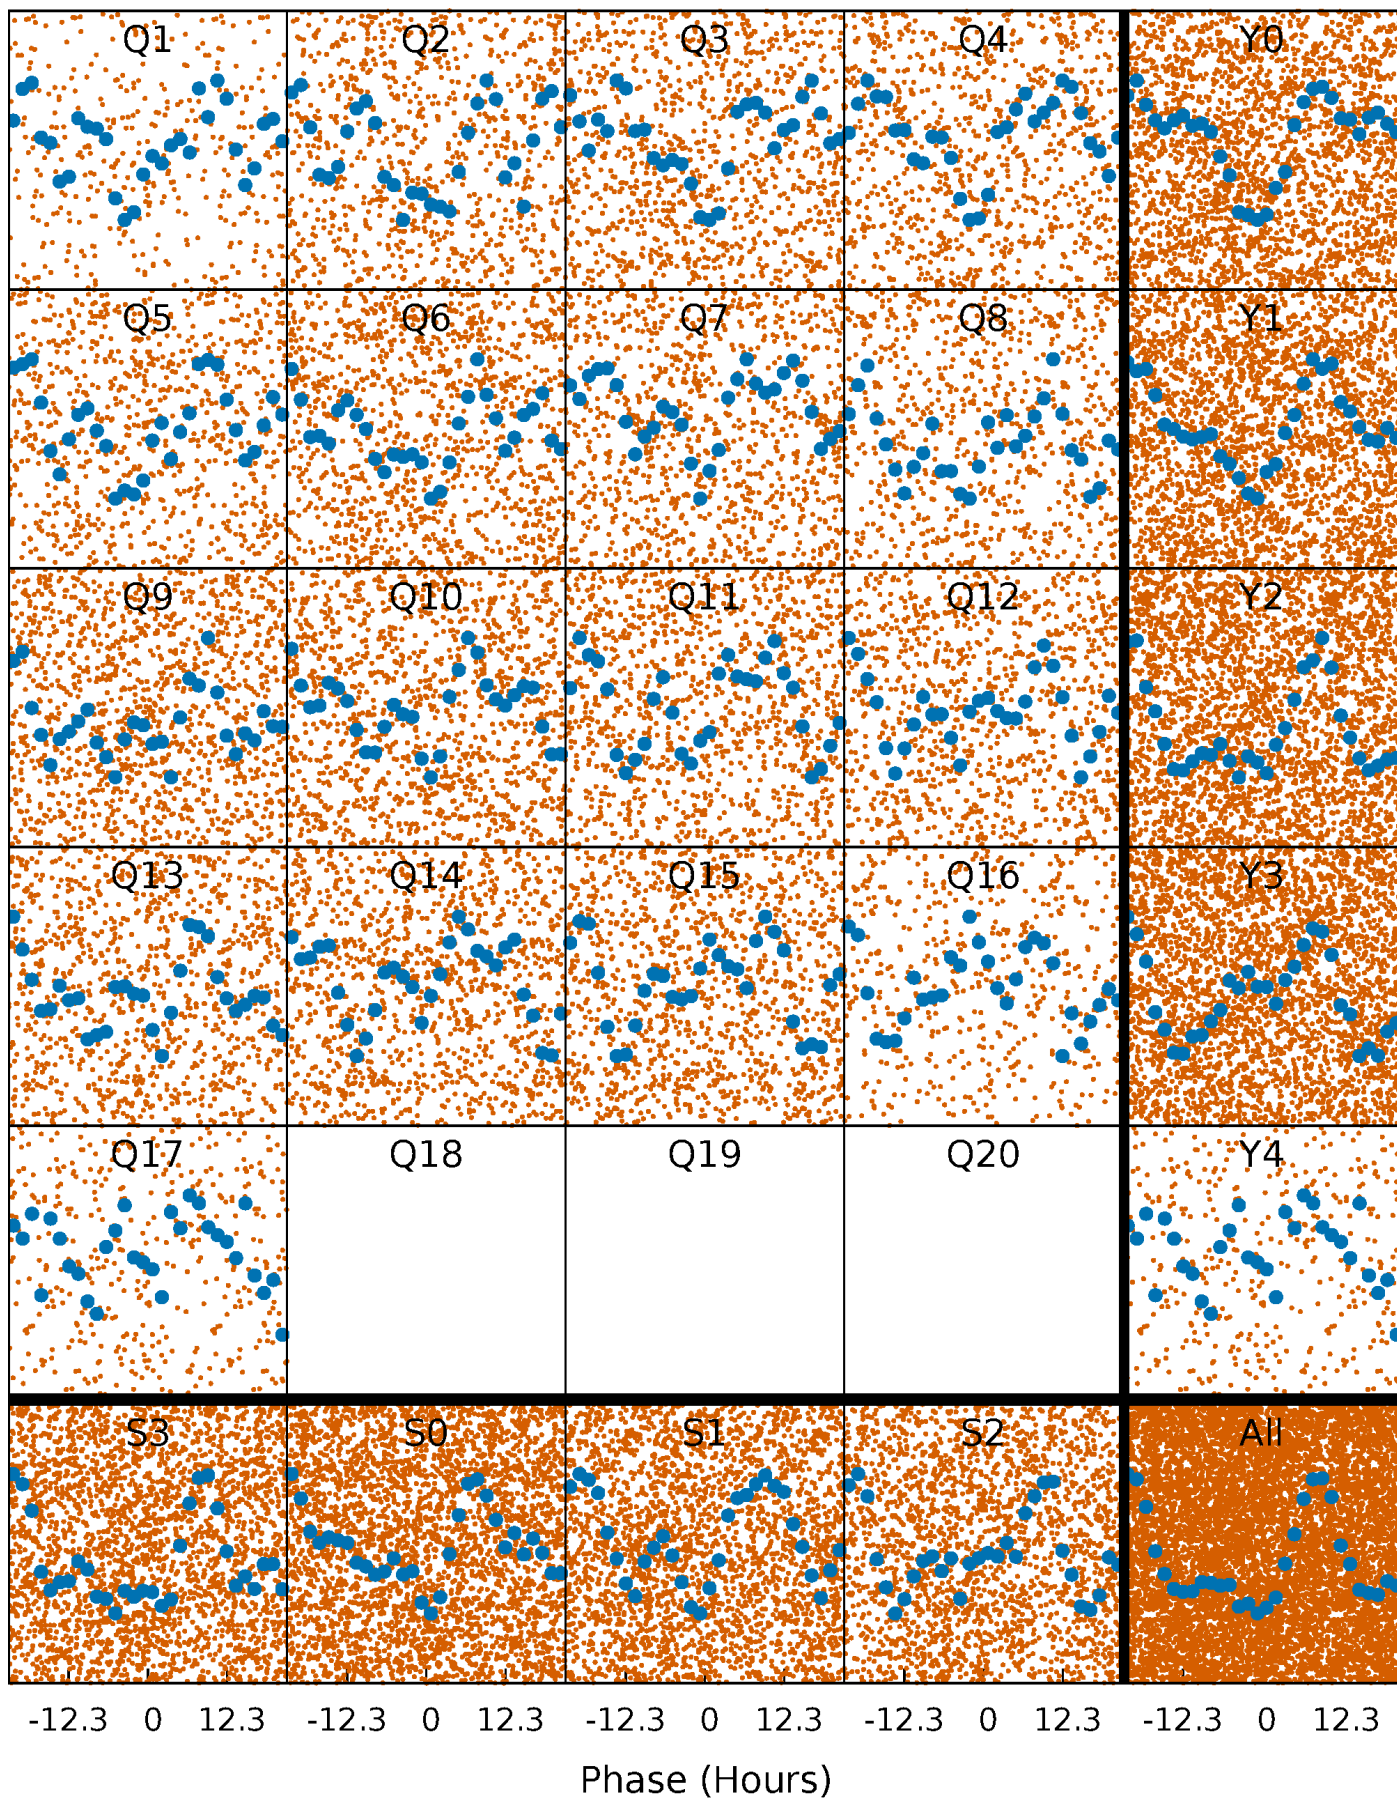 Q1 Q2 Q3 Q4 Y0
Q5 Q6 Q7 Q8 Y1
Q9 Q10 Q11 Q12 Y2
Q13 Q14 Q15 Q16 Y3
Q17 Q18 Q19 Q20 Y4
S3 S0 S1 S2 All
-12.3 0 12.3 -12.3 0 12.3 -12.3 0 12.3 -12.3 0 12.3 -12.3 0 12.3
Phase (Hours)